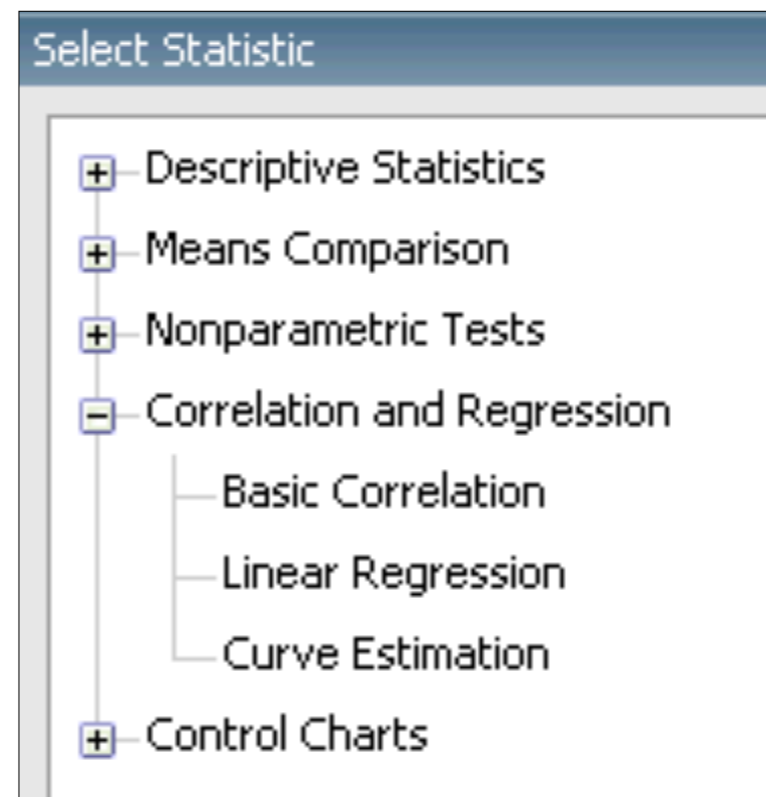 Select Statistic
Descriptive Statistics
Means Comparison
Nonparametric Tests
Correlation and Regression
Basic Correlation
Linear Regression
Curve Estimation
Control Charts